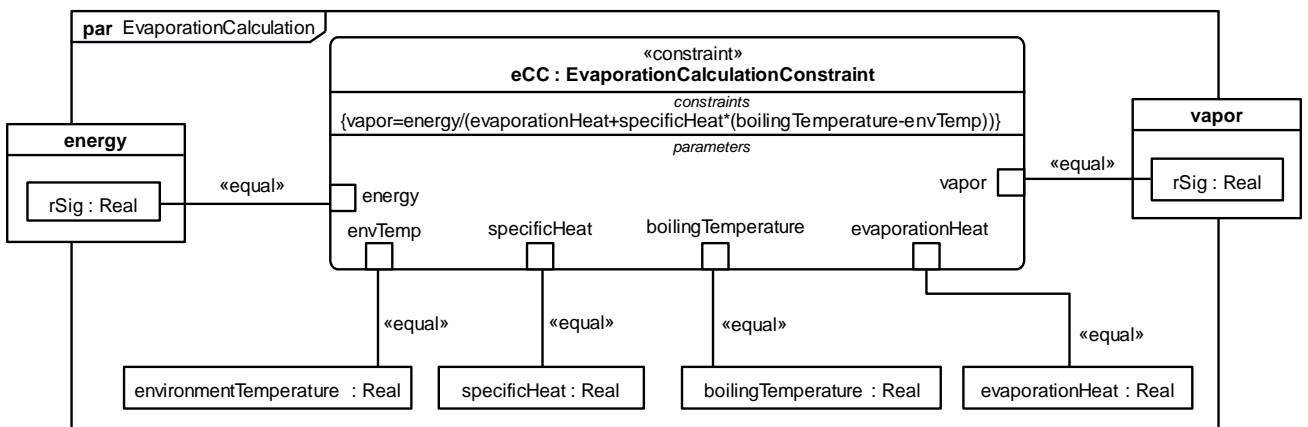 par EvaporationCalculation
«constraint»
eCC : EvaporationCalculationConstraint
constraints
{vapor=energy/(evaporationHeat+specificHeat*(boilingTemperature-envTemp))}
parameters
energy
rSig : Real
«equal»
energy
vapor
«equal»
vapor
rSig : Real
envTemp
specificHeat
boilingTemperature
evaporationHeat
«equal»
«equal»
«equal»
«equal»
environmentTemperature : Real
specificHeat : Real
boilingTemperature : Real
evaporationHeat : Real